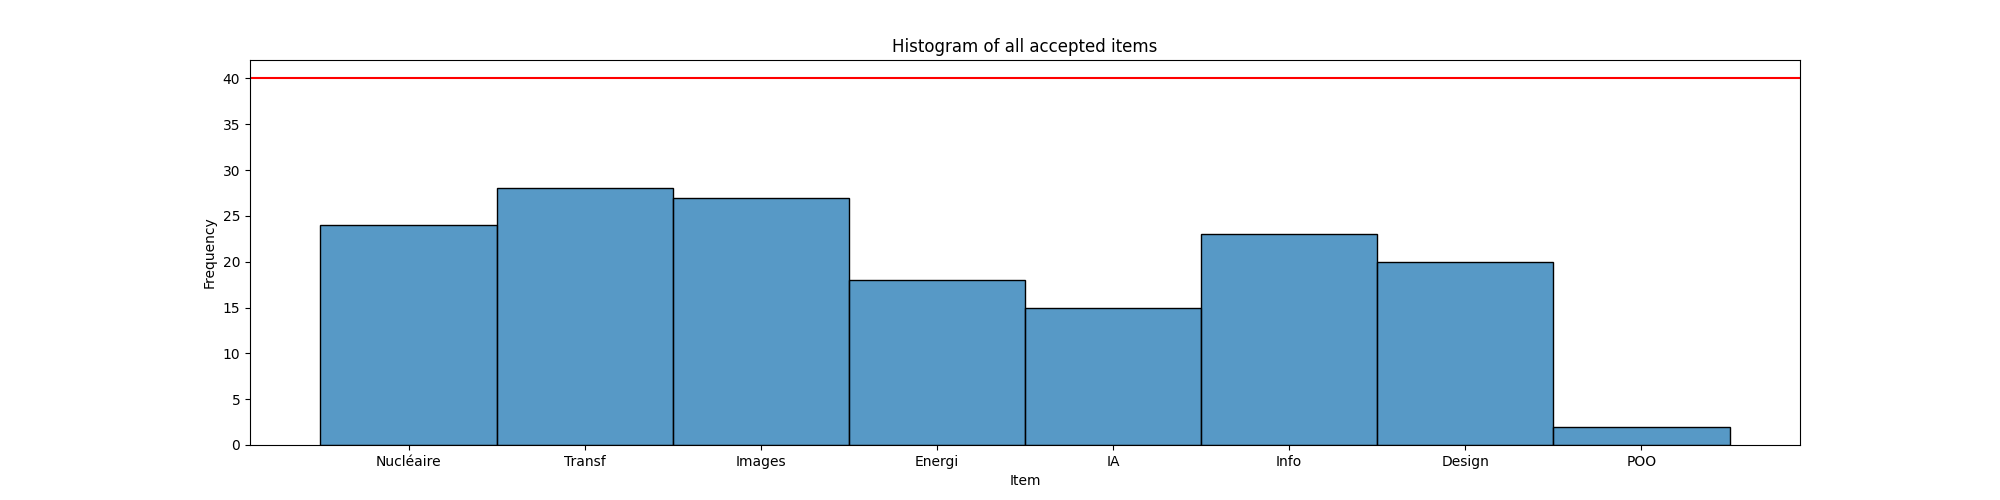 Histogram of all accepted items
40
35
30
25
20
15
10
5
0
Frequency
Nucléaire Transf Images Energi IA Info Design POO
Item